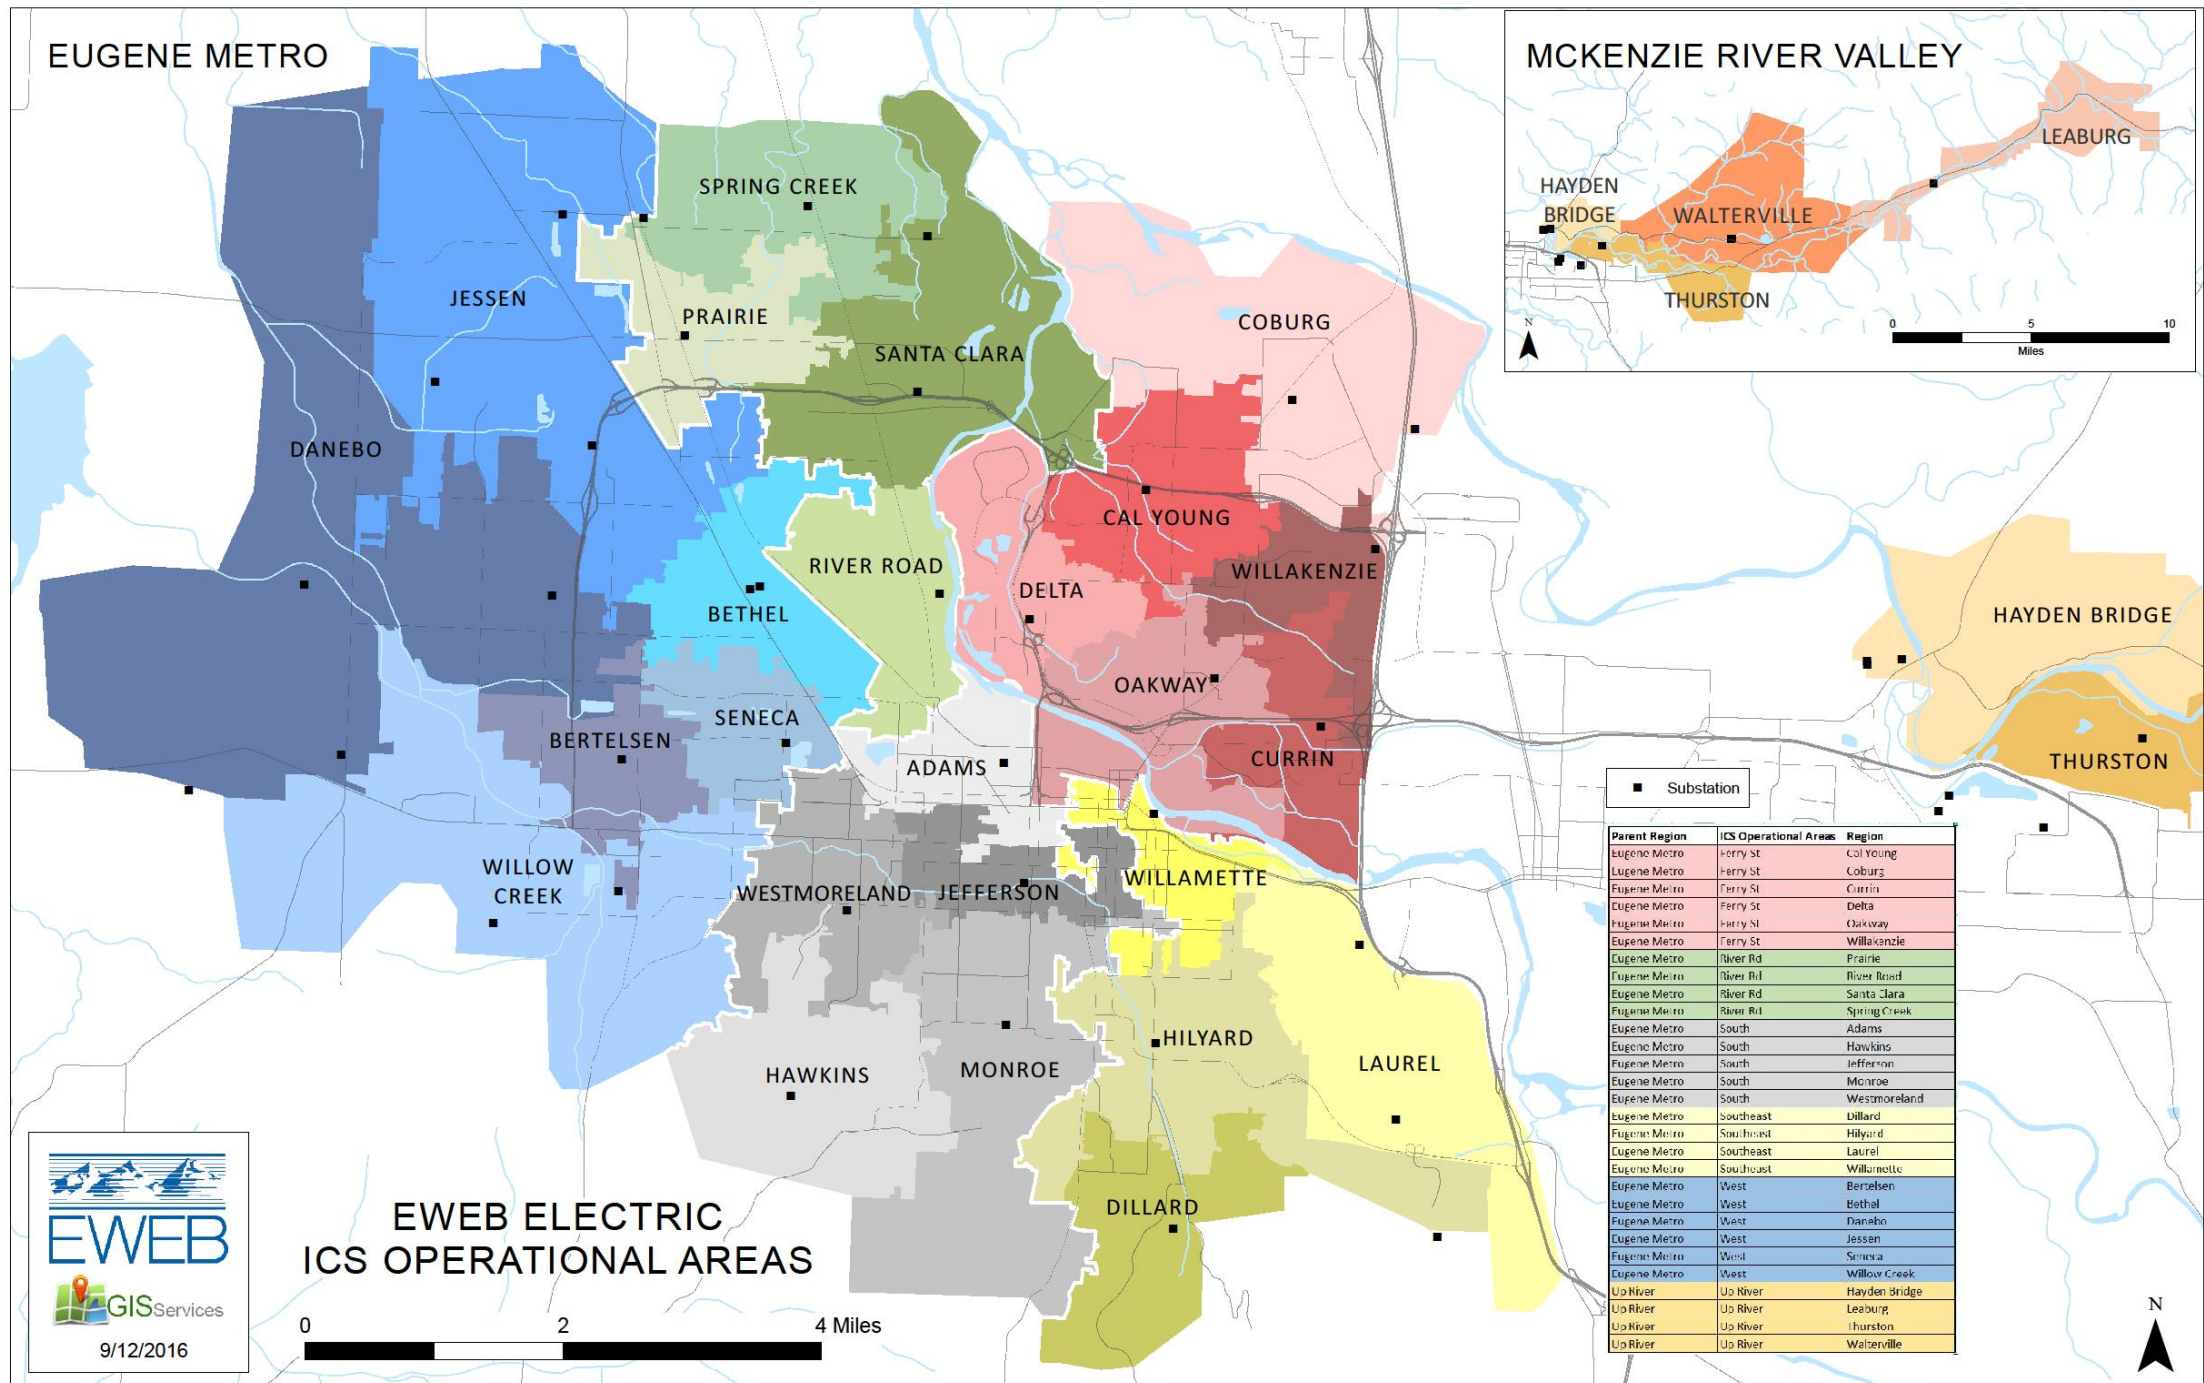 EUGENE METRO
MCKENZIE RIVER VALLEY
LEABURG
HAYDEN
BRIDGE
WALTERVILLE
THURSTON
N
0 5 10
Miles
SPRING CREEK
JESSEN
PRAIRIE
COBURG
SANTA CLARA
DANEBO
CAL YOUNG
RIVER ROAD
WILLAKENZIE
DELTA
BETHEL
HAYDEN BRIDGE
OAKWAY
SENECA
BERTELSEN
CURRIN
THURSTON
ADAMS
WILLOW
CREEK
WESTMORELAND
JEFFERSON
WILLAMETTE
HILYARD
LAUREL
HAWKINS
MONROE
DILLARD
Substation
Parent Region ICS Operational Areas Region
Eugene Metro Ferry St Cal Young
Eugene Metro Ferry St Coburg
Eugene Metro Ferry St Currin
Eugene Metro Ferry St Delta
Eugene Metro Ferry St Oakway
Eugene Metro Ferry St Willakenzie
Eugene Metro River Rd Prairie
Eugene Metro River Rd River Road
Eugene Metro River Rd Santa Clara
Eugene Metro River Rd Spring Creek
Eugene Metro South Adams
Eugene Metro South Hawkins
Eugene Metro South Jefferson
Eugene Metro South Monroe
Eugene Metro South Westmoreland
Eugene Metro Southeast Dillard
Eugene Metro Southeast Hilyard
Eugene Metro Southeast Laurel
Eugene Metro Southeast Willamette
Eugene Metro West Bertelsen
Eugene Metro West Bethel
Eugene Metro West Danebo
Eugene Metro West Jessen
Eugene Metro West Seneca
Eugene Metro West Willow Creek
Up River Up River Hayden Bridge
Up River Up River Leaburg
Up River Up River Thurston
Up River Up River Walterville
EWEB
GIS Services
9/12/2016
EWEB ELECTRIC
ICS OPERATIONAL AREAS
0 2 4 Miles
N